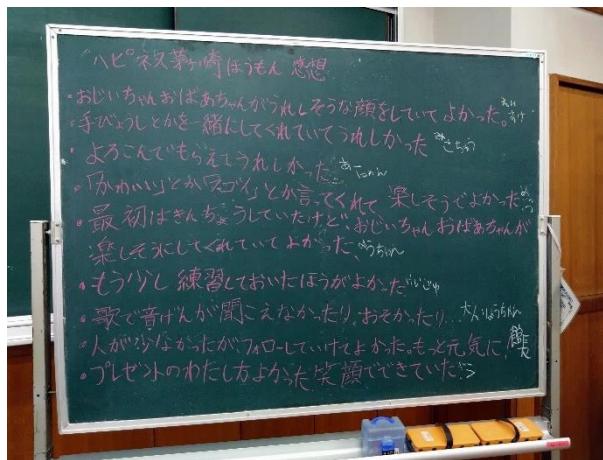 ハピネス茅ヶ崎ほうもん 感想
・おじいちゃんおばあちゃんがうれしそうな顔をしていてよかった。
・手びょうしとかを一緒にしてくれていてうれしかった
・よろこんでもらえてうれしかった。
・「かわいい」とか「スゴイ」とか言ってくれて 楽しそうでよかった
・最初はきんちょうしていたけど、おじいちゃんおばあちゃんが
楽しそうにしてくれていてよかった、
・もう少し練習しておいたほうがよかった
・歌で音げんが聞こえなかったり、おそかったり...
・人が少なかったがフォローしていけてよかった。もっと元気に! 館長
・プレゼントのわたし方よかった笑顔でできていた